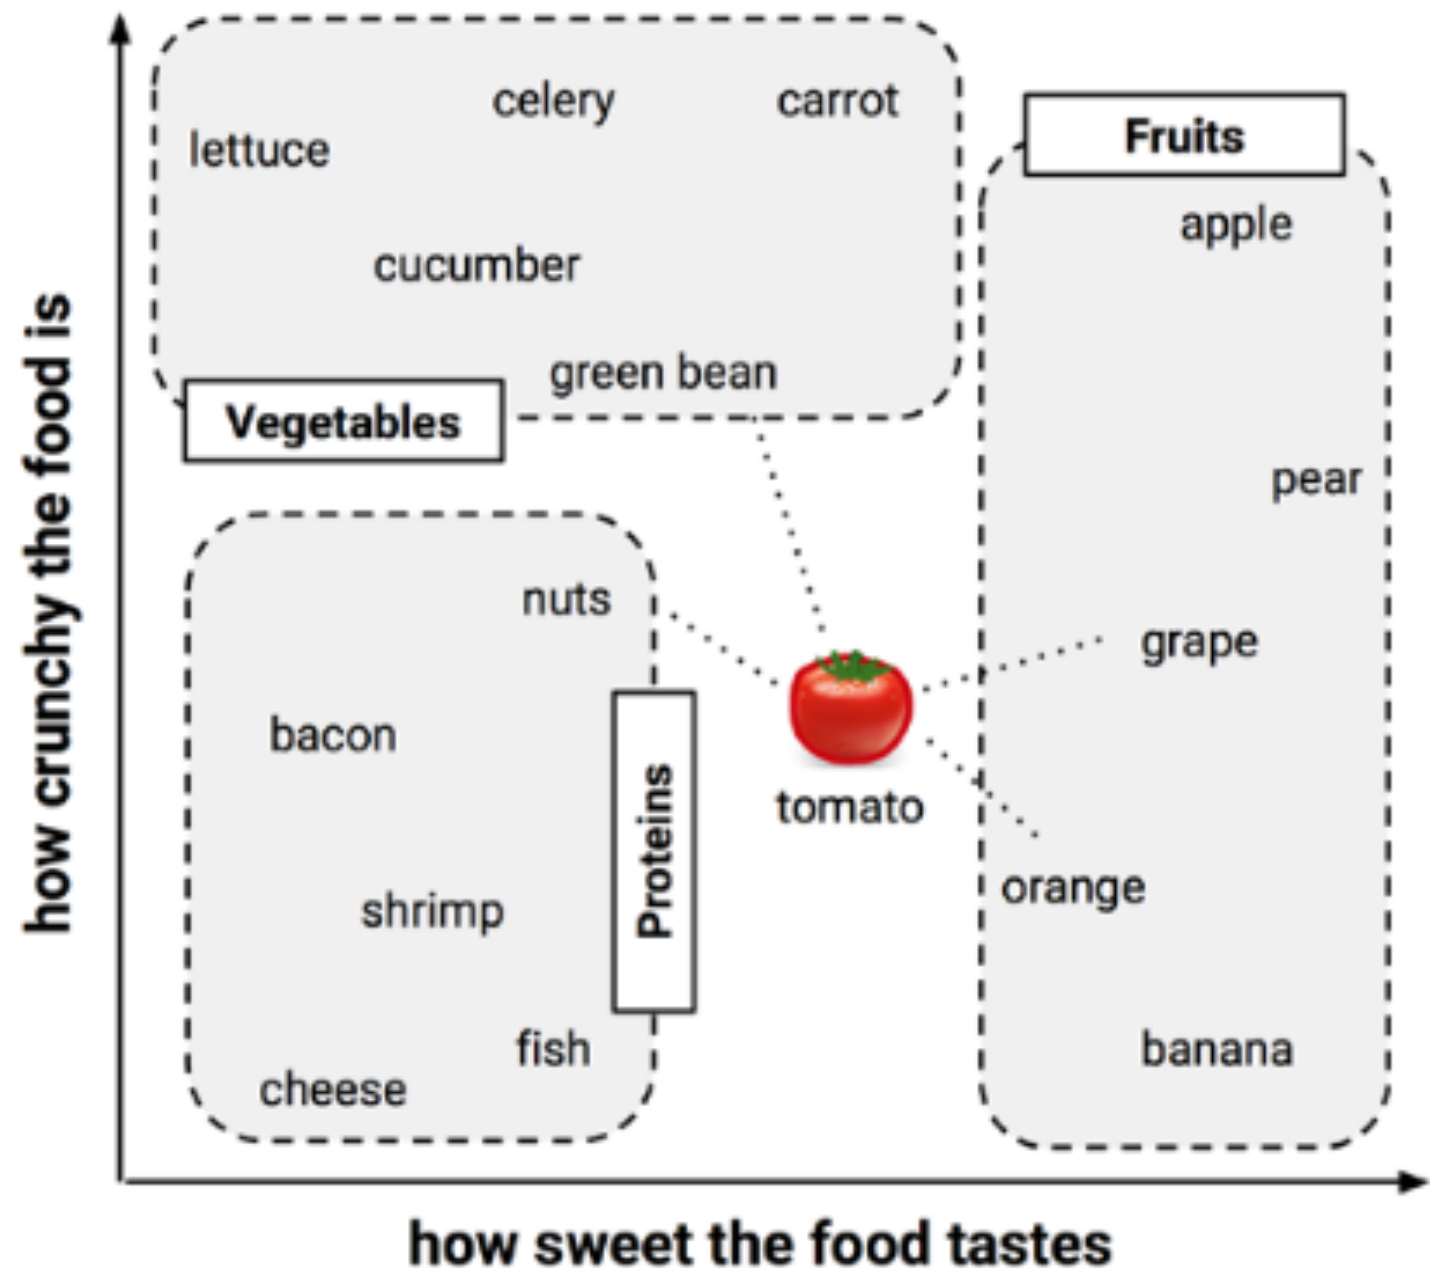 celery
carrot
lettuce
Fruits
apple
cucumber
green bean
Vegetables
pear
nuts
grape
bacon
Proteins
tomato
orange
shrimp
fish
banana
cheese
how crunchy the food is
how sweet the food tastes